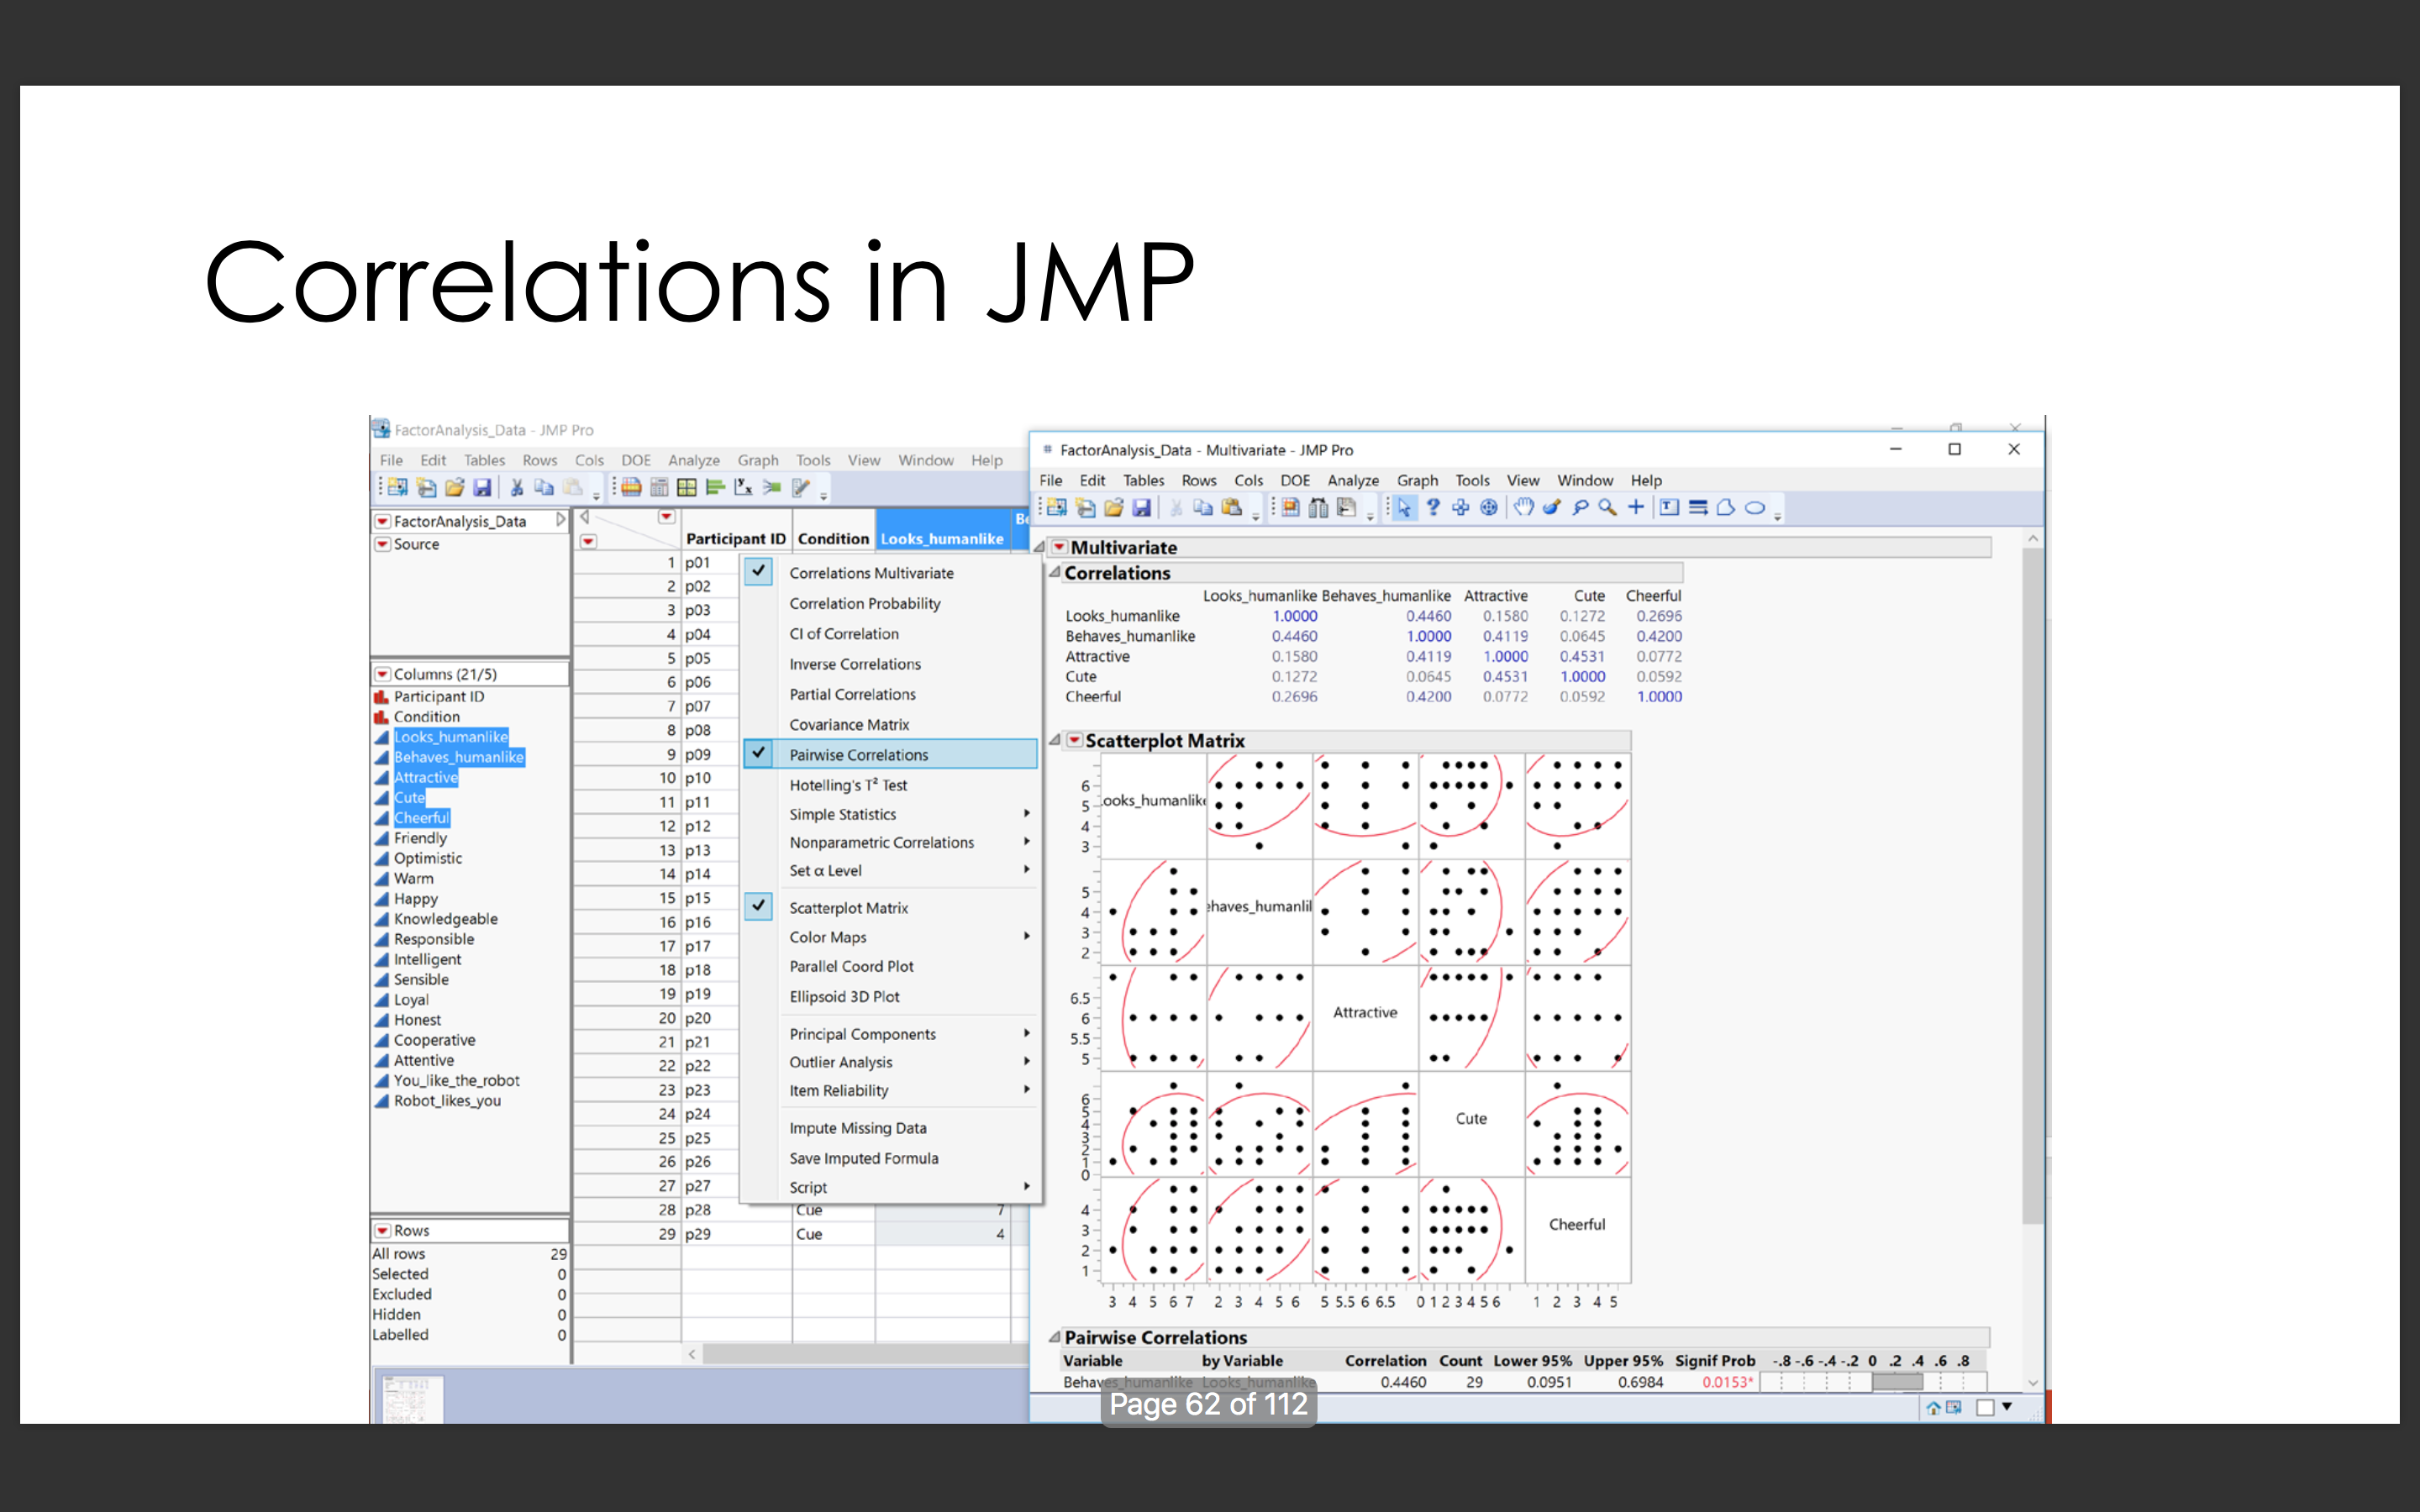 Correlations in JMP
FactorAnalysis_Data - JMP Pro
File Edit Tables Rows Cols DOE Analyze Graph Tools View Window Help
FactorAnalysis_Data
Source
Columns (21/5)
Participant ID
Condition
Looks_humanlike
Behaves_humanlike
Attractive
Cute
Cheerful
Friendly
Optimistic
Warm
Happy
Knowledgeable
Responsible
Intelligent
Sensible
Loyal
Honest
Cooperative
Attentive
You_like_the_robot
Robot_likes_you
Rows
All rows 29
Selected 0
Excluded 0
Hidden 0
Labelled 0
Participant ID Condition Looks_humanlike
1 p01
2 p02
3 p03
4 p04
5 p05
6 p06
7 p07
8 p08
9 p09
10 p10
11 p11
12 p12
13 p13
14 p14
15 p15
16 p16
17 p17
18 p18
19 p19
20 p20
21 p21
22 p22
23 p23
24 p24
25 p25
26 p26
27 p27
28 p28 Cue 7
29 p29 Cue 4
Correlations Multivariate
Correlation Probability
CI of Correlation
Inverse Correlations
Partial Correlations
Covariance Matrix
Pairwise Correlations
Hotelling's T² Test
Simple Statistics
Nonparametric Correlations
Set α Level
Scatterplot Matrix
Color Maps
Parallel Coord Plot
Ellipsoid 3D Plot
Principal Components
Outlier Analysis
Item Reliability
Impute Missing Data
Save Imputed Formula
Script
FactorAnalysis_Data - Multivariate - JMP Pro
File Edit Tables Rows Cols DOE Analyze Graph Tools View Window Help
Multivariate
Correlations
Looks_humanlike Behaves_humanlike Attractive Cute Cheerful
Looks_humanlike 1.0000 0.4460 0.1580 0.1272 0.2696
Behaves_humanlike 0.4460 1.0000 0.4119 0.0645 0.4200
Attractive 0.1580 0.4119 1.0000 0.4531 0.0772
Cute 0.1272 0.0645 0.4531 1.0000 0.0592
Cheerful 0.2696 0.4200 0.0772 0.0592 1.0000
Scatterplot Matrix
6
5
4
3
ooks_humanlik
5
4
3
2
ehaves_humanlil
6.5
6
5.5
5
Attractive
6
5
4
3
2
1
0
Cute
4
3
2
1
Cheerful
3 4 5 6 7 2 3 4 5 6 5 5.5 6 6.5 0 1 2 3 4 5 6 1 2 3 4 5
Pairwise Correlations
Variable by Variable Correlation Count Lower 95% Upper 95% Signif Prob -.8 -.6 -.4 -.2 0 .2 .4 .6 .8
Behaves_humanlike Looks_humanlike 0.4460 29 0.0951 0.6984 0.0153*
Page 62 of 112